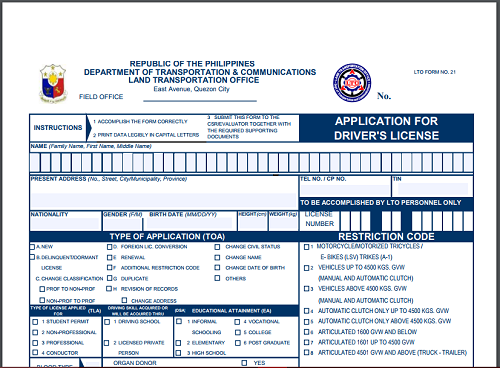 REPUBLIC OF THE PHILIPPINES
DEPARTMENT OF TRANSPORTATION & COMMUNICATIONS
LAND TRANSPORTATION OFFICE
East Avenue, Quezon City
FIELD OFFICE
LTO FORM NO. 21
No.
INSTRUCTIONS
1 ACCOMPLISH THE FORM CORRECTLY
2 PRINT DATA LEGIBLY IN CAPITAL LETTERS
3 SUBMIT THIS FORM TO THE
CSR/EVALUATOR TOGETHER WITH
THE REQUIRED SUPPORTING
DOCUMENTS
APPLICATION FOR
DRIVER'S LICENSE
NAME (Family Name, First Name, Middle Name)
PRESENT ADDRESS (No., Street, City/Municipality, Province)
TEL NO. / CP NO.
TIN
TO BE ACCOMPLISHED BY LTO PERSONNEL ONLY
NATIONALITY
GENDER (F/M)
BIRTH DATE (MM/DD/YY)
HEIGHT(cm)
WEIGHT(kg)
LICENSE
NUMBER
TYPE OF APPLICATION (TOA)
A.NEW
B.DELINQUENT/DORMANT
LICENSE
C. CHANGE CLASSIFICATION
PROF TO NON-PROF
NON-PROF TO PROF
D FOREIGN LIC. CONVERSION
E RENEWAL
F ADDITIONAL RESTRICTION CODE
G DUPLICATE
H REVISION OF RECORDS
CHANGE ADDRESS
CHANGE CIVIL STATUS
CHANGE NAME
CHANGE DATE OF BIRTH
OTHERS
RESTRICTION CODE
1 MOTORCYCLE/MOTORIZED TRICYCLES /
E- BIKES (LSV) TRIKES (A-1)
2 VEHICLES UP TO 4500 KGS. GVW
(MANUAL AND AUTOMATIC CLUTCH)
3 VEHICLES ABOVE 4500 KGS. GVW
(MANUAL AND AUTOMATIC CLUTCH)
4 AUTOMATIC CLUTCH ONLY UP TO 4500 KGS. GVW
5 AUTOMATIC CLUTCH ONLY ABOVE 4500 KGS. GVW
6 ARTICULATED 1600 GVW AND BELOW
7 ARTICULATED 1601 UP TO 4500 GVW
8 ARTICULATED 4501 GVW AND ABOVE (TRUCK - TRAILER)
TYPE OF LICENSE APPLIED
FOR (TLA)
1 STUDENT PERMIT
2 NON-PROFESSIONAL
3 PROFESSIONAL
4 CONDUCTOR
DRIVING SKILL ACQUIRED OR
WILL BE ACQUIRED THRU (DSA)
1 DRIVING SCHOOL
2 LICENSED PRIVATE
PERSON
EDUCATIONAL ATTAINMENT (EA)
1 INFORMAL
SCHOOLING
2 ELEMENTARY
3 HIGH SCHOOL
4 VOCATIONAL
5 COLLEGE
6 POST GRADUATE
BLOOD TYPE
ORGAN DONOR
YES